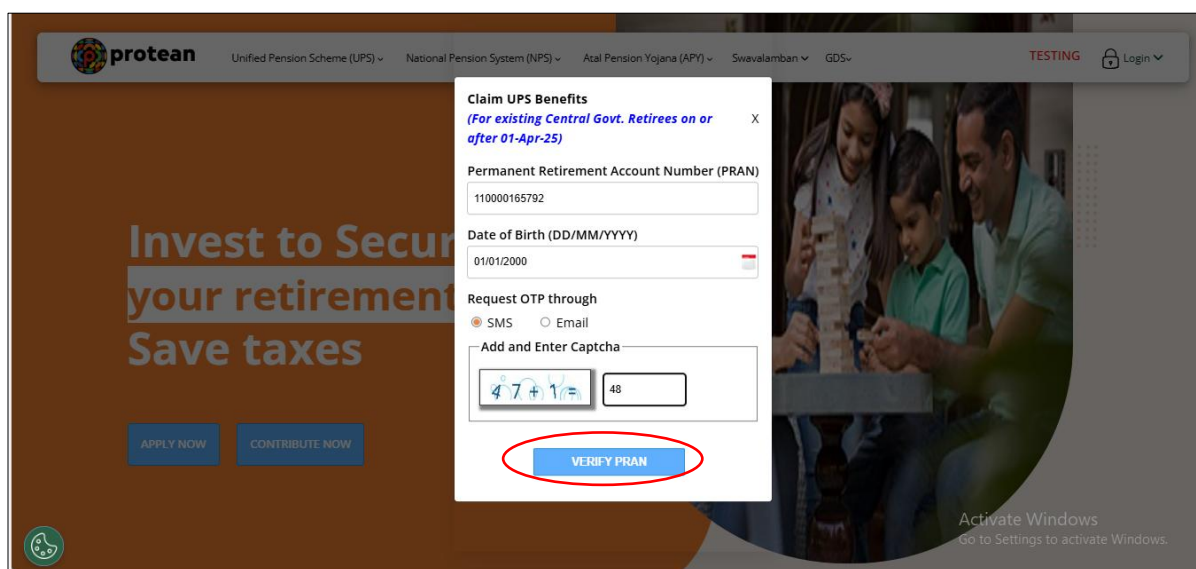 protean
Unified Pension Scheme (UPS) National Pension System (NPS) Atal Pension Yojana (APY) Swavalamban GDS TESTING Login
Claim UPS Benefits
(For existing Central Govt. Retirees on or X
after 01-Apr-25)
Permanent Retirement Account Number (PRAN)
110000165792
Date of Birth (DD/MM/YYYY)
01/01/2000
Request OTP through
SMS Email
Add and Enter Captcha
47+1= 48
VERIFY PRAN
Invest to Secur
your retirement
Save taxes
APPLY NOW CONTRIBUTE NOW
Activate Windows
Go to Settings to activate Windows.